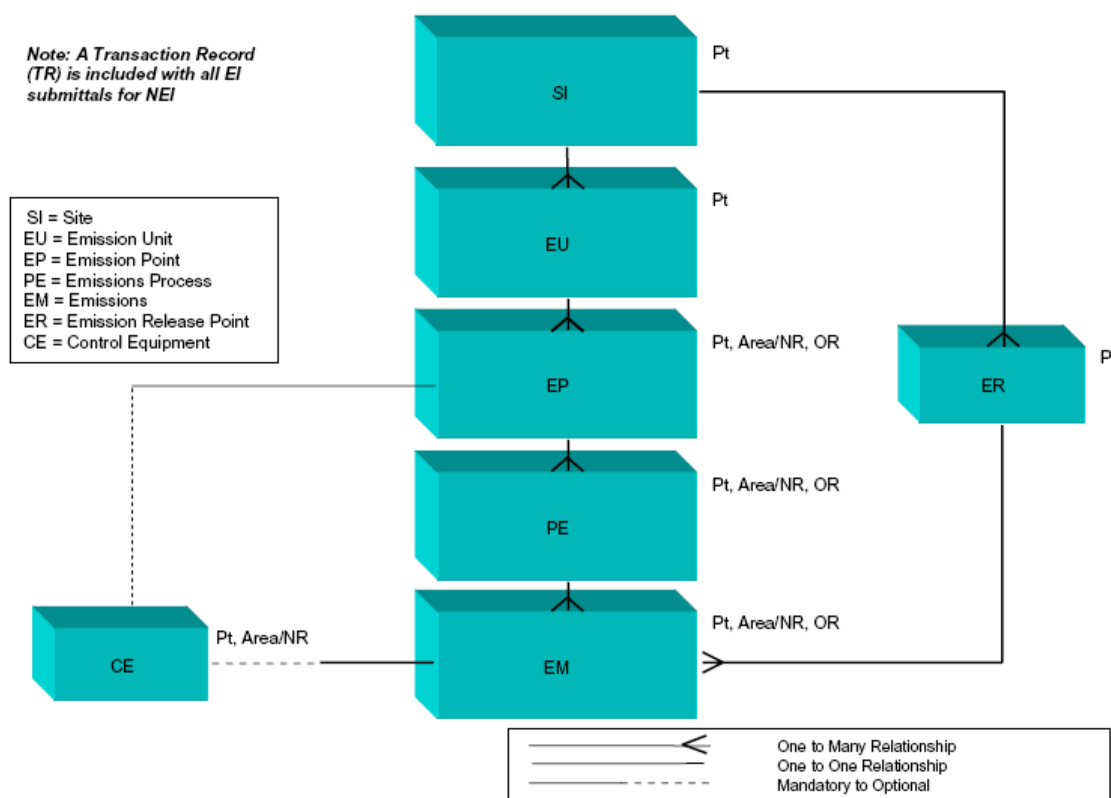 Note: A Transaction Record
(TR) is included with all EI
submittals for NEI
Pt
SI
SI = Site
EU = Emission Unit
EP = Emission Point
PE = Emissions Process
EM = Emissions
ER = Emission Release Point
CE = Control Equipment
Pt
EU
Pt, Area/NR, OR
EP
P
ER
Pt, Area/NR, OR
PE
Pt, Area/NR, OR
EM
Pt, Area/NR
CE
One to Many Relationship
One to One Relationship
Mandatory to Optional